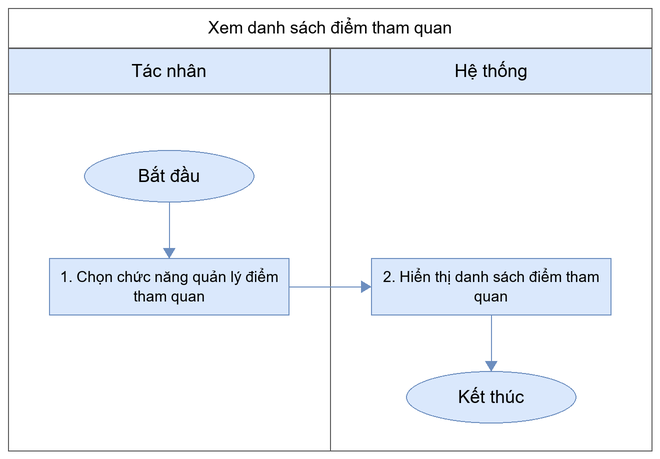 Xem danh sách điểm tham quan
Tác nhân
Hệ thống
Bắt đầu
1. Chọn chức năng quản lý điểm
tham quan
2. Hiển thị danh sách điểm tham
quan
Kết thúc